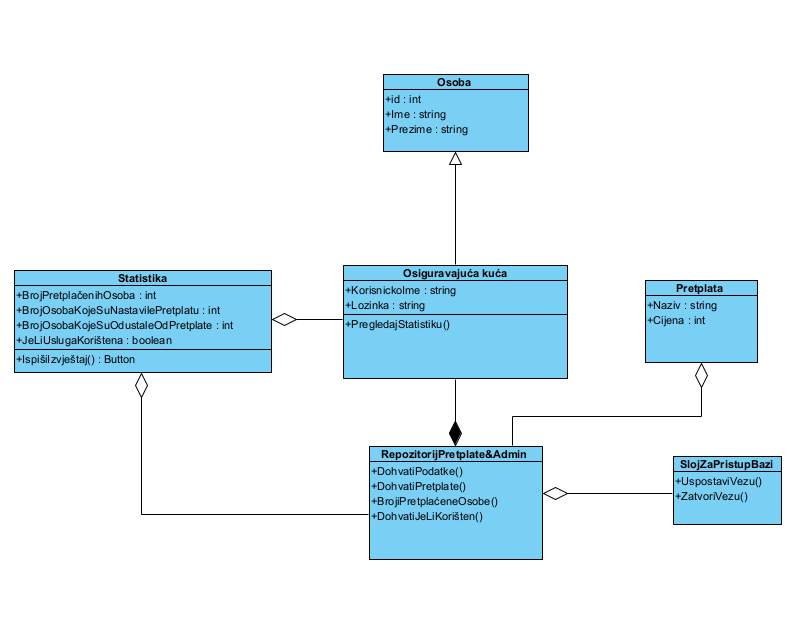 Osoba
+id : int
+Ime : string
+Prezime : string
Statistika
+BrojPretplačenihOsoba : int
+BrojOsobaKojeSuNastavilePretplatu : int
+BrojOsobaKojeSuOdustaleOdPretplate : int
+JeLiUslugaKorištena : boolean
+IspišiIzvještaj() : Button
Osiguravajuća kuća
+KorisnickoIme : string
+Lozinka : string
+PregledajStatistiku()
Pretplata
+Naziv : string
+Cijena : int
RepozitorijPretplate&Admin
+DohvatiPodatke()
+DohvatiPretplate()
+BrojiPretplaćeneOsobe()
+DohvatiJeLiKorišten()
SlojZaPristupBazi
+UspostaviVezu()
+ZatvoriVezu()